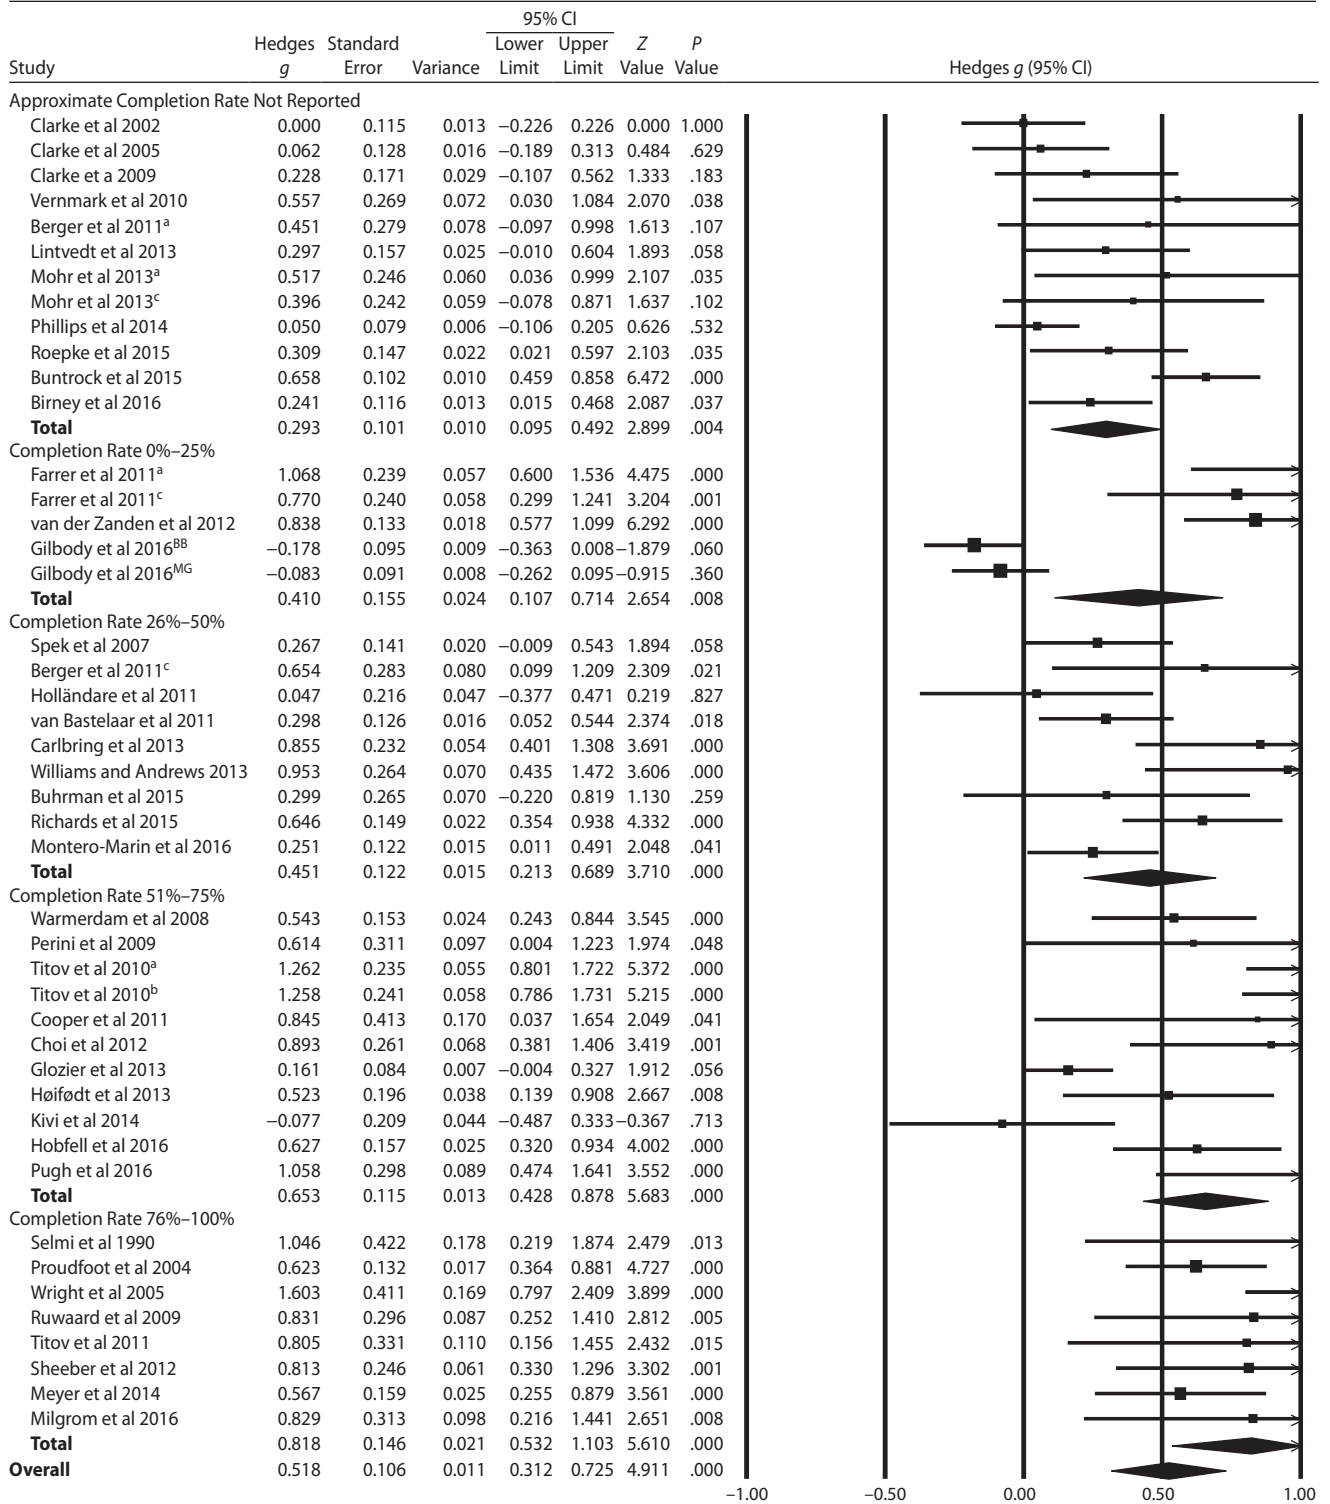 95% CI
Hedges Standard Lower Upper Z P
Study g Error Variance Limit Limit Value Value Hedges g (95% CI)
Approximate Completion Rate Not Reported
Clarke et al 2002 0.000 0.115 0.013 −0.226 0.226 0.000 1.000
Clarke et al 2005 0.062 0.128 0.016 −0.189 0.313 0.484 .629
Clarke et a 2009 0.228 0.171 0.029 −0.107 0.562 1.333 .183
Vernmark et al 2010 0.557 0.269 0.072 0.030 1.084 2.070 .038
Berger et al 2011a 0.451 0.279 0.078 −0.097 0.998 1.613 .107
Lintvedt et al 2013 0.297 0.157 0.025 −0.010 0.604 1.893 .058
Mohr et al 2013a 0.517 0.246 0.060 0.036 0.999 2.107 .035
Mohr et al 2013c 0.396 0.242 0.059 −0.078 0.871 1.637 .102
Phillips et al 2014 0.050 0.079 0.006 −0.106 0.205 0.626 .532
Roepke et al 2015 0.309 0.147 0.022 0.021 0.597 2.103 .035
Buntrock et al 2015 0.658 0.102 0.010 0.459 0.858 6.472 .000
Birney et al 2016 0.241 0.116 0.013 0.015 0.468 2.087 .037
Total 0.293 0.101 0.010 0.095 0.492 2.899 .004
Completion Rate 0%–25%
Farrer et al 2011a 1.068 0.239 0.057 0.600 1.536 4.475 .000
Farrer et al 2011c 0.770 0.240 0.058 0.299 1.241 3.204 .001
van der Zanden et al 2012 0.838 0.133 0.018 0.577 1.099 6.292 .000
Gilbody et al 2016BB −0.178 0.095 0.009 −0.363 0.008 −1.879 .060
Gilbody et al 2016MG −0.083 0.091 0.008 −0.262 0.095 −0.915 .360
Total 0.410 0.155 0.024 0.107 0.714 2.654 .008
Completion Rate 26%–50%
Spek et al 2007 0.267 0.141 0.020 −0.009 0.543 1.894 .058
Berger et al 2011c 0.654 0.283 0.080 0.099 1.209 2.309 .021
Holländare et al 2011 0.047 0.216 0.047 −0.377 0.471 0.219 .827
van Bastelaar et al 2011 0.298 0.126 0.016 0.052 0.544 2.374 .018
Carlbring et al 2013 0.855 0.232 0.054 0.401 1.308 3.691 .000
Williams and Andrews 2013 0.953 0.264 0.070 0.435 1.472 3.606 .000
Buhrman et al 2015 0.299 0.265 0.070 −0.220 0.819 1.130 .259
Richards et al 2015 0.646 0.149 0.022 0.354 0.938 4.332 .000
Montero-Marin et al 2016 0.251 0.122 0.015 0.011 0.491 2.048 .041
Total 0.451 0.122 0.015 0.213 0.689 3.710 .000
Completion Rate 51%–75%
Warmerdam et al 2008 0.543 0.153 0.024 0.243 0.844 3.545 .000
Perini et al 2009 0.614 0.311 0.097 0.004 1.223 1.974 .048
Titov et al 2010a 1.262 0.235 0.055 0.801 1.722 5.372 .000
Titov et al 2010b 1.258 0.241 0.058 0.786 1.731 5.215 .000
Cooper et al 2011 0.845 0.413 0.170 0.037 1.654 2.049 .041
Choi et al 2012 0.893 0.261 0.068 0.381 1.406 3.419 .001
Glozier et al 2013 0.161 0.084 0.007 −0.004 0.327 1.912 .056
Høifødt et al 2013 0.523 0.196 0.038 0.139 0.908 2.667 .008
Kivi et al 2014 −0.077 0.209 0.044 −0.487 0.333 −0.367 .713
Hobfell et al 2016 0.627 0.157 0.025 0.320 0.934 4.002 .000
Pugh et al 2016 1.058 0.298 0.089 0.474 1.641 3.552 .000
Total 0.653 0.115 0.013 0.428 0.878 5.683 .000
Completion Rate 76%–100%
Selmi et al 1990 1.046 0.422 0.178 0.219 1.874 2.479 .013
Proudfoot et al 2004 0.623 0.132 0.017 0.364 0.881 4.727 .000
Wright et al 2005 1.603 0.411 0.169 0.797 2.409 3.899 .000
Ruwaard et al 2009 0.831 0.296 0.087 0.252 1.410 2.812 .005
Titov et al 2011 0.805 0.331 0.110 0.156 1.455 2.432 .015
Sheeber et al 2012 0.813 0.246 0.061 0.330 1.296 3.302 .001
Meyer et al 2014 0.567 0.159 0.025 0.255 0.879 3.561 .000
Milgrom et al 2016 0.829 0.313 0.098 0.216 1.441 2.651 .008
Total 0.818 0.146 0.021 0.532 1.103 5.610 .000
Overall 0.518 0.106 0.011 0.312 0.725 4.911 .000
−1.00 −0.50 0.00 0.50 1.00